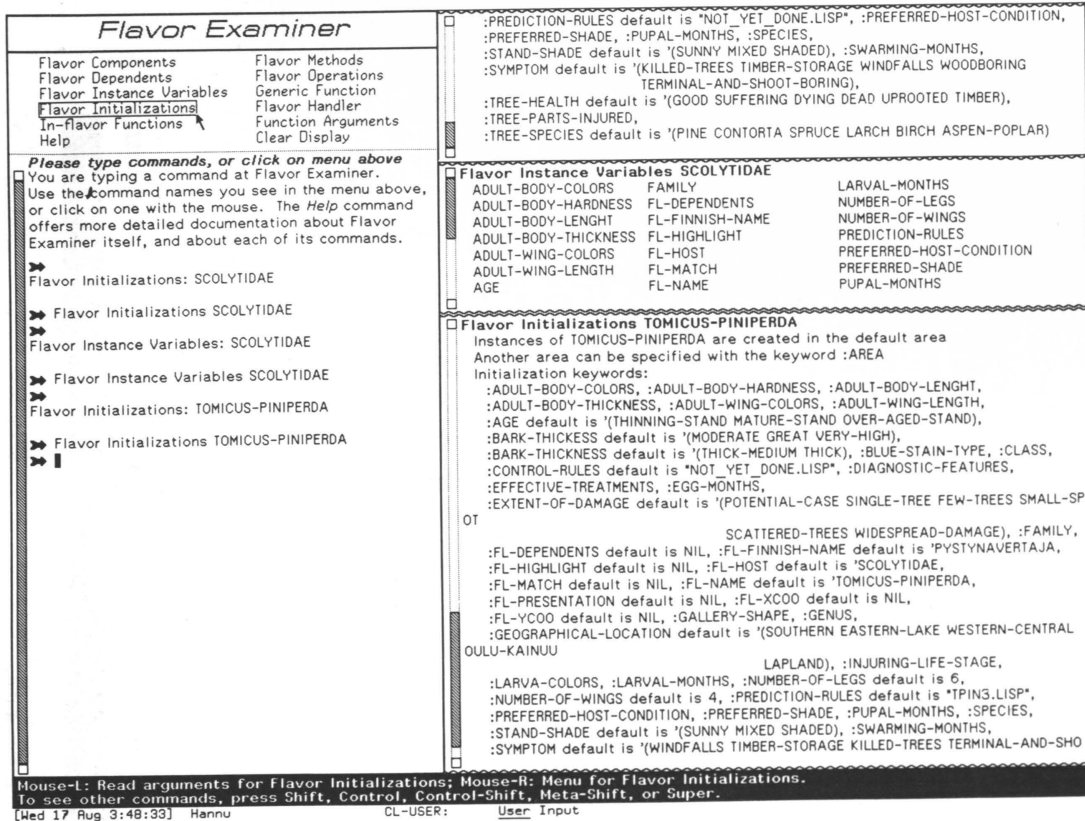 Flavor Examiner
Flavor Components Flavor Methods
Flavor Dependents Flavor Operations
Flavor Instance Variables Generic Function
Flavor Initializations Flavor Handler
In-flavor Functions Function Arguments
Help Clear Display
Please type commands, or click on menu above
You are typing a command at Flavor Examiner.
Use the command names you see in the menu above,
or click on one with the mouse. The Help command
offers more detailed documentation about Flavor
Examiner itself, and about each of its commands.
Flavor Initializations: SCOLYTIDAE
Flavor Initializations SCOLYTIDAE
Flavor Instance Variables: SCOLYTIDAE
Flavor Instance Variables SCOLYTIDAE
Flavor Initializations: TOMICUS-PINIPERDA
Flavor Initializations TOMICUS-PINIPERDA
:PREDICTION-RULES default is "NOT_YET_DONE.LISP", :PREFERRED-HOST-CONDITION,
:PREFERRED-SHADE, :PUPAL-MONTHS, :SPECIES,
:STAND-SHADE default is '(SUNNY MIXED SHADED), :SWARMING-MONTHS,
:SYMPTOM default is '(KILLED-TREES TIMBER-STORAGE WINDFALLS WOODBORING
TERMINAL-AND-SHOOT-BORING),
:TREE-HEALTH default is '(GOOD SUFFERING DYING DEAD UPROOTED TIMBER),
:TREE-PARTS-INJURED,
:TREE-SPECIES default is '(PINE CONTORTA SPRUCE LARCH BIRCH ASPEN-POPLAR)
Flavor Instance Variables SCOLYTIDAE
ADULT-BODY-COLORS FAMILY LARVAL-MONTHS
ADULT-BODY-HARDNESS FL-DEPENDENTS NUMBER-OF-LEGS
ADULT-BODY-LENGHT FL-FINNISH-NAME NUMBER-OF-WINGS
ADULT-BODY-THICKNESS FL-HIGHLIGHT PREDICTION-RULES
ADULT-WING-COLORS FL-HOST PREFERRED-HOST-CONDITION
ADULT-WING-LENGTH FL-MATCH PREFERRED-SHADE
AGE FL-NAME PUPAL-MONTHS
Flavor Initializations TOMICUS-PINIPERDA
Instances of TOMICUS-PINIPERDA are created in the default area
Another area can be specified with the keyword :AREA
Initialization keywords:
:ADULT-BODY-COLORS, :ADULT-BODY-HARDNESS, :ADULT-BODY-LENGHT,
:ADULT-BODY-THICKNESS, :ADULT-WING-COLORS, :ADULT-WING-LENGTH,
:AGE default is '(THINNING-STAND MATURE-STAND OVER-AGED-STAND),
:BARK-THICKESS default is '(MODERATE GREAT VERY-HIGH),
:BARK-THICKNESS default is '(THICK-MEDIUM THICK), :BLUE-STAIN-TYPE, :CLASS,
:CONTROL-RULES default is "NOT_YET_DONE.LISP", :DIAGNOSTIC-FEATURES,
:EFFECTIVE-TREATMENTS, :EGG-MONTHS,
:EXTENT-OF-DAMAGE default is '(POTENTIAL-CASE SINGLE-TREE FEW-TREES SMALL-SP
OT
SCATTERED-TREES WIDESPREAD-DAMAGE), :FAMILY,
:FL-DEPENDENTS default is NIL, :FL-FINNISH-NAME default is 'PYSTYNAVERTAJA,
:FL-HIGHLIGHT default is NIL, :FL-HOST default is 'SCOLYTIDAE,
:FL-MATCH default is NIL, :FL-NAME default is 'TOMICUS-PINIPERDA,
:FL-PRESENTATION default is NIL, :FL-XCOO default is NIL,
:FL-YCOO default is NIL, :GALLERY-SHAPE, :GENUS,
:GEOGRAPHICAL-LOCATION default is '(SOUTHERN EASTERN-LAKE WESTERN-CENTRAL
OULU-KAINUU
LAPLAND), :INJURING-LIFE-STAGE,
:LARVA-COLORS, :LARVAL-MONTHS, :NUMBER-OF-LEGS default is 6,
:NUMBER-OF-WINGS default is 4, :PREDICTION-RULES default is "TPIN3.LISP",
:PREFERRED-HOST-CONDITION, :PREFERRED-SHADE, :PUPAL-MONTHS, :SPECIES,
:STAND-SHADE default is '(SUNNY MIXED SHADED), :SWARMING-MONTHS,
:SYMPTOM default is '(WINDFALLS TIMBER-STORAGE KILLED-TREES TERMINAL-AND-SHO
Mouse-L: Read arguments for Flavor Initializations; Mouse-R: Menu for Flavor Initializations.
To see other commands, press Shift, Control, Control-Shift, Meta-Shift, or Super.
[Wed 17 Aug 3:48:33] Hannu CL-USER: User Input